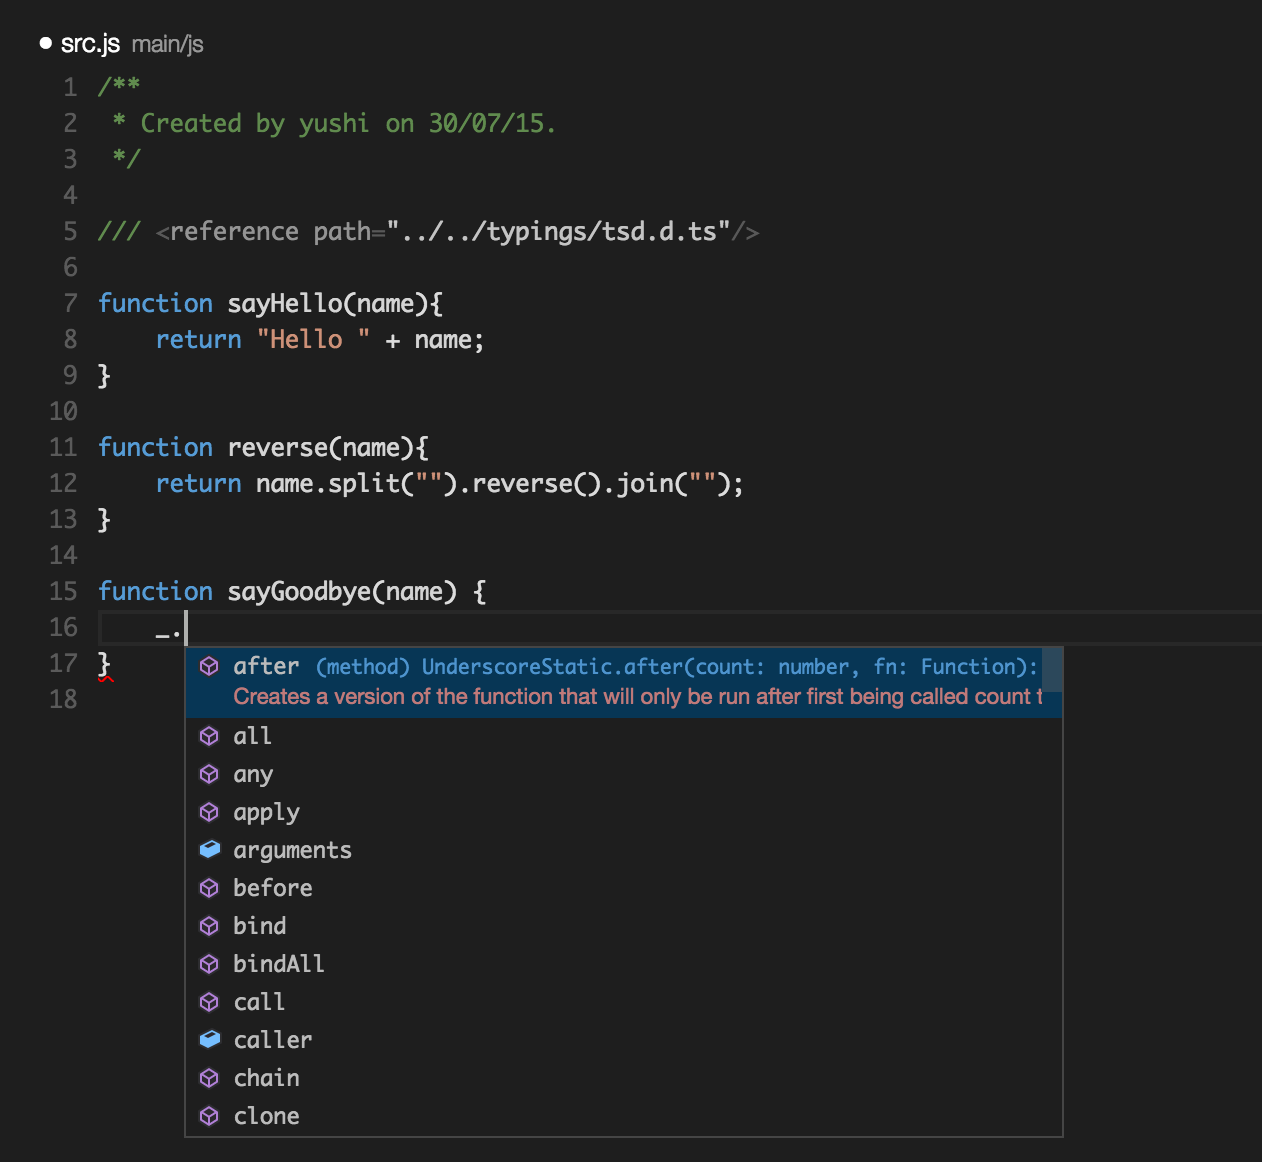 src.js main/js
1 /**
2  * Created by yushi on 30/07/15.
3  */
4
5 /// <reference path="../../typings/tsd.d.ts"/>
6
7 function sayHello(name){
8     return "Hello " + name;
9 }
10
11 function reverse(name){
12     return name.split("").reverse().join("");
13 }
14
15 function sayGoodbye(name) {
16     _.
17 }
18
after (method) UnderscoreStatic.after(count: number, fn: Function):
Creates a version of the function that will only be run after first being called count
all
any
apply
arguments
before
bind
bindAll
call
caller
chain
clone